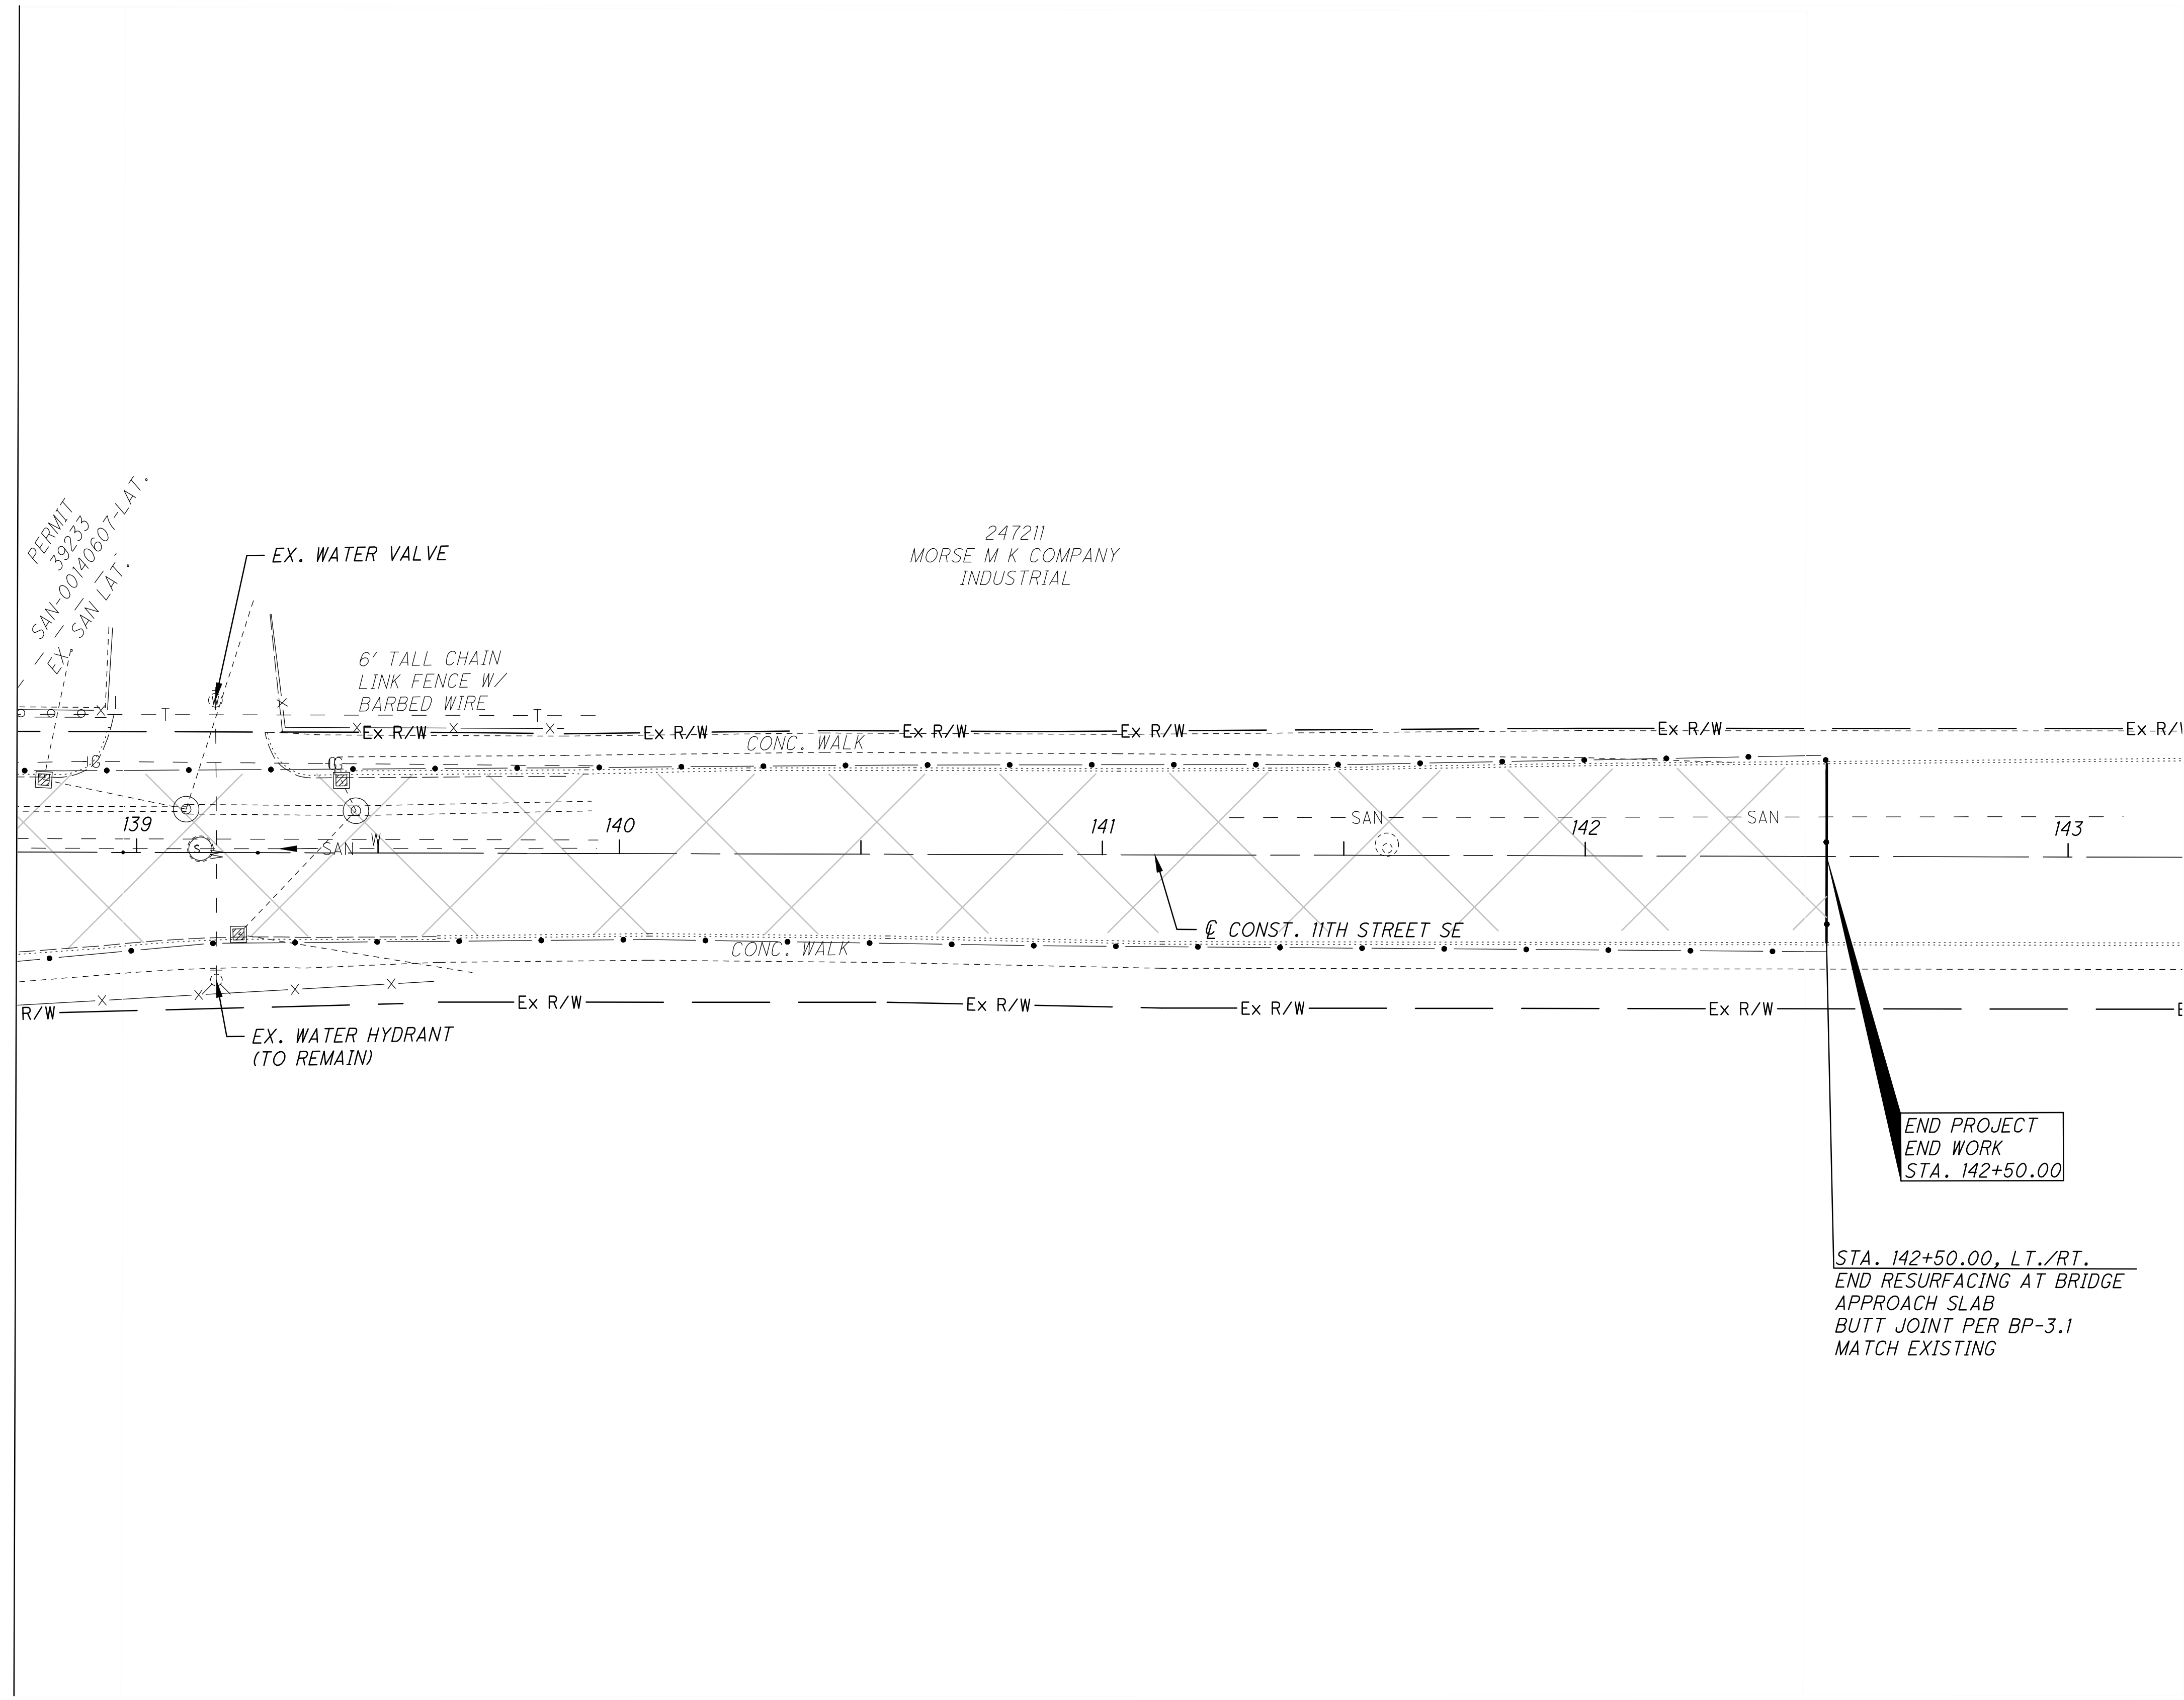 PERMIT
39233
SAN-00140607-LAT.
EX. SAN LAT.
EX. WATER VALVE
247211
MORSE M K COMPANY
INDUSTRIAL
6' TALL CHAIN
LINK FENCE W/
BARBED WIRE
T
T
X
X
X
X
X
Ex R/W
Ex R/W
Ex R/W
Ex R/W
Ex R/W
Ex R/W
CONC. WALK
G
G
139
140
141
142
143
SAN
SAN
S
SAN
W
W
℄ CONST. 11TH STREET SE
CONC. WALK
X
X
X
X
R/W
Ex R/W
Ex R/W
Ex R/W
Ex R/W
E
EX. WATER HYDRANT
(TO REMAIN)
END PROJECT
END WORK
STA. 142+50.00
STA. 142+50.00, LT./RT.
END RESURFACING AT BRIDGE
APPROACH SLAB
BUTT JOINT PER BP-3.1
MATCH EXISTING